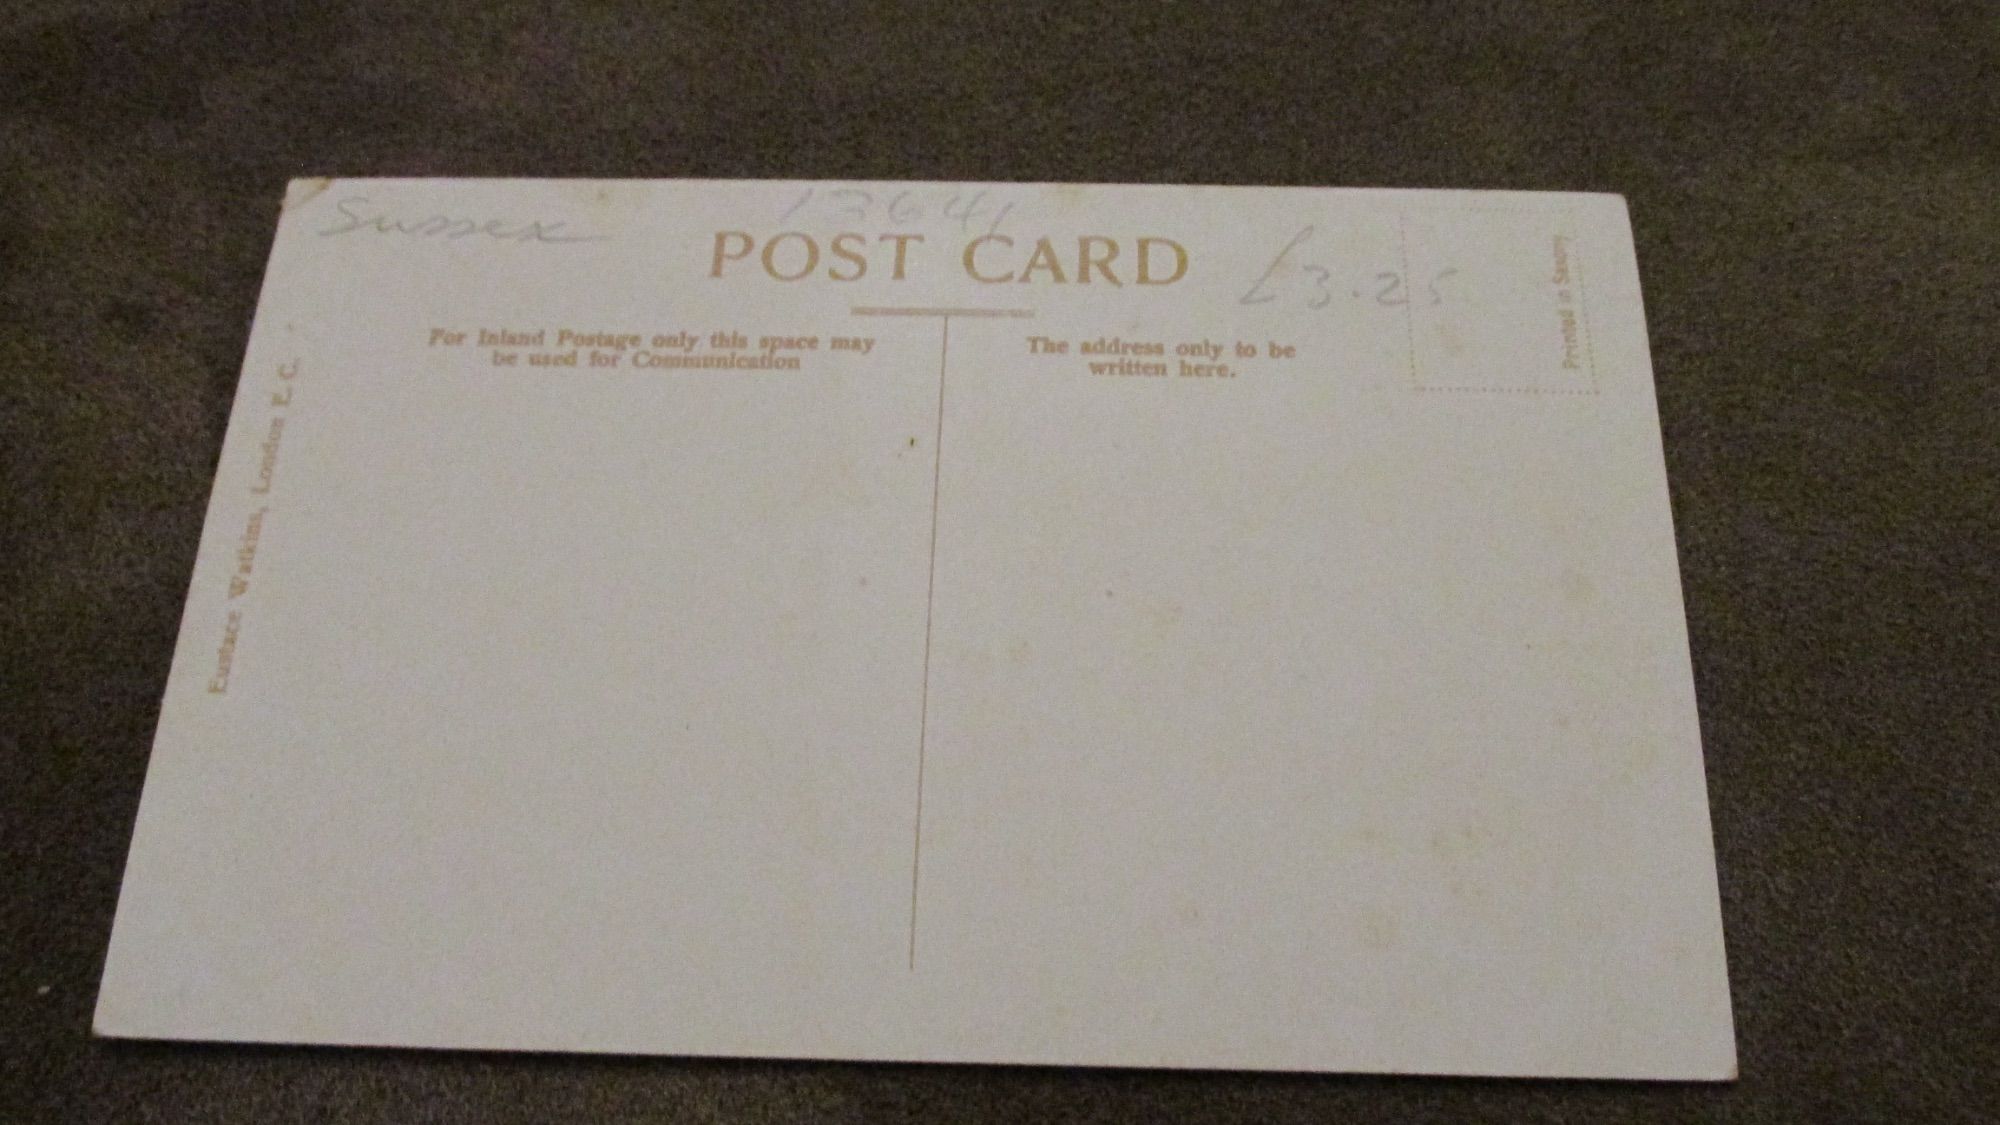 Sussex
13641
POST CARD
£3.25
For Inland Postage only this space may
be used for Communication
The address only to be
written here.
Printed in Saxony
Eustace Watkins, London E. C.